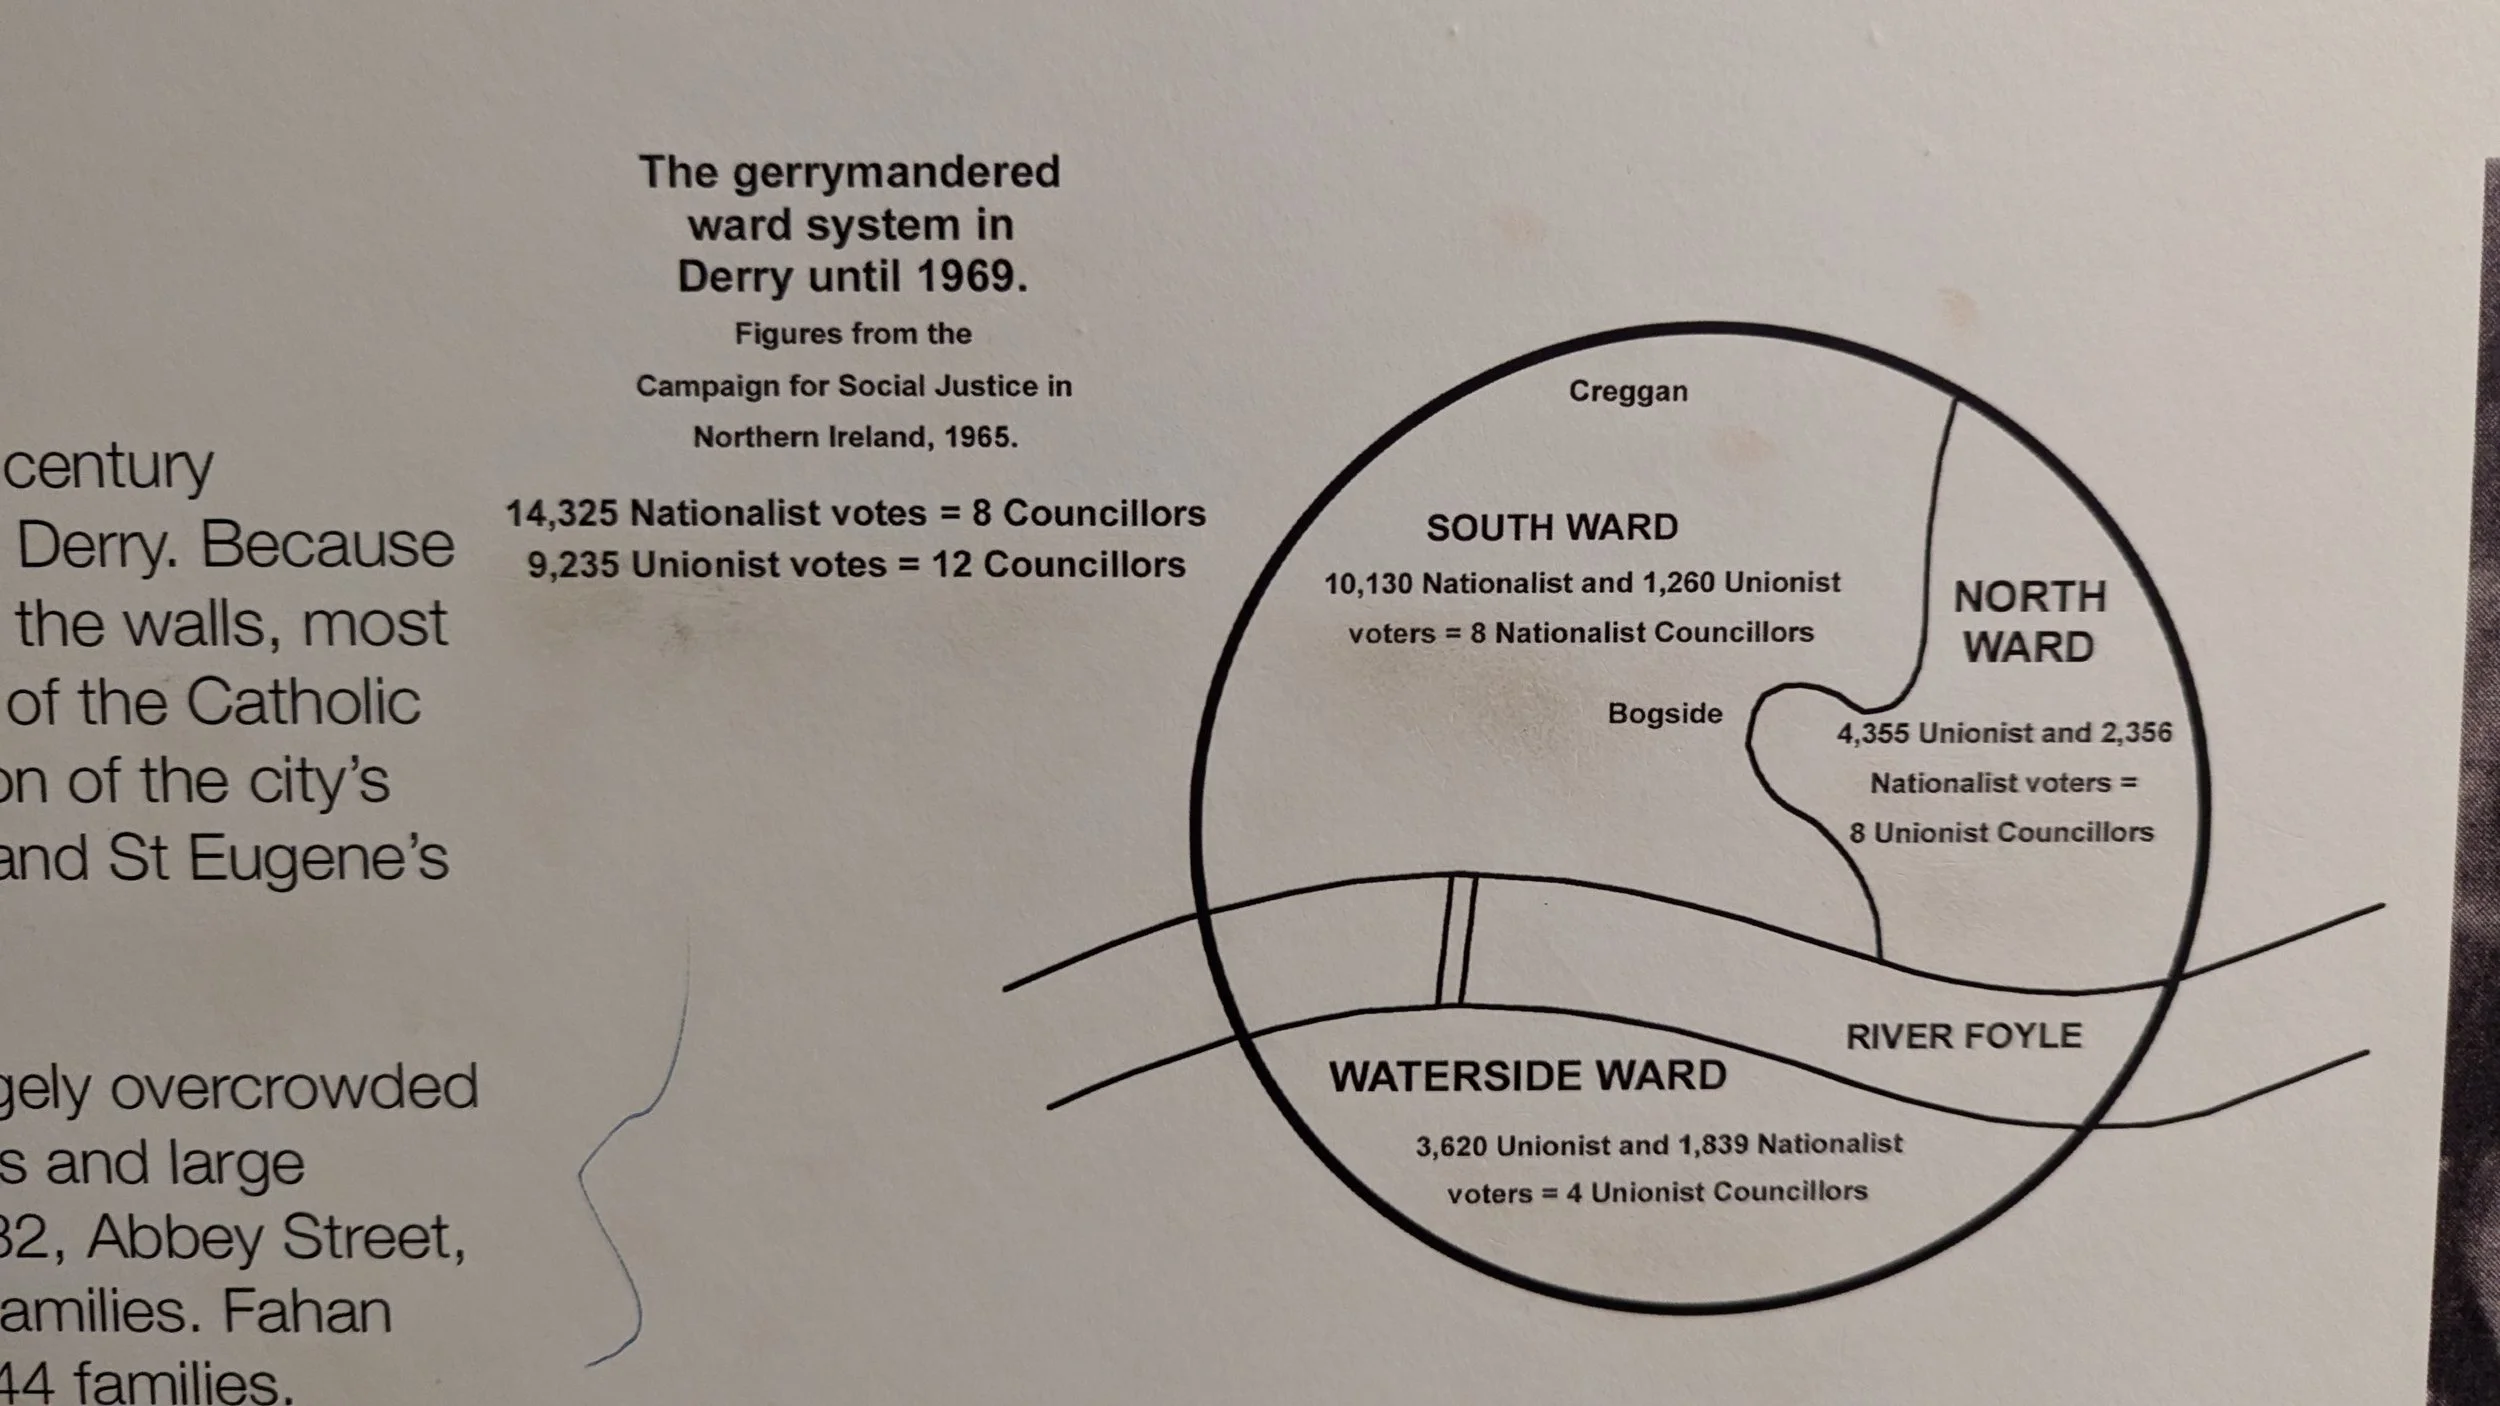 century
Derry. Because
the walls, most
of the Catholic
of the city's
and St Eugene's
overcrowded
and large
Abbey Street,
Fahan
44 families.
The gerrymandered
ward system in
Derry until 1969.
Figures from the
Campaign for Social Justice in
Northern Ireland, 1965.
14,325 Nationalist votes = 8 Councillors
9,235 Unionist votes = 12 Councillors
Creggan
SOUTH WARD
10,130 Nationalist and 1,260 Unionist
voters = 8 Nationalist Councillors
Bogside
NORTH
WARD
4,355 Unionist and 2,356
Nationalist voters =
8 Unionist Councillors
RIVER FOYLE
WATERSIDE WARD
3,620 Unionist and 1,839 Nationalist
voters = 4 Unionist Councillors